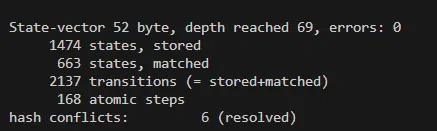 State-vector 52 byte, depth reached 69, errors: 0
1474 states, stored
663 states, matched
2137 transitions (= stored+matched)
168 atomic steps
hash conflicts: 6 (resolved)